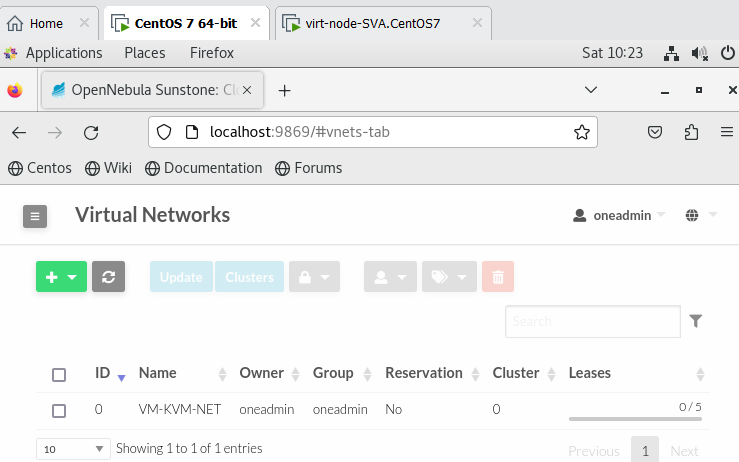 Home CentOS 7 64-bit virt-node-SVA.CentOS7
Applications Places Firefox Sat 10:23
OpenNebula Sunstone: Clo
localhost:9869/#vnets-tab
Centos Wiki Documentation Forums
Virtual Networks oneadmin
Update Clusters
Search
ID Name Owner Group Reservation Cluster Leases
0 VM-KVM-NET oneadmin oneadmin No 0 0 / 5
10 Showing 1 to 1 of 1 entries Previous 1 Next